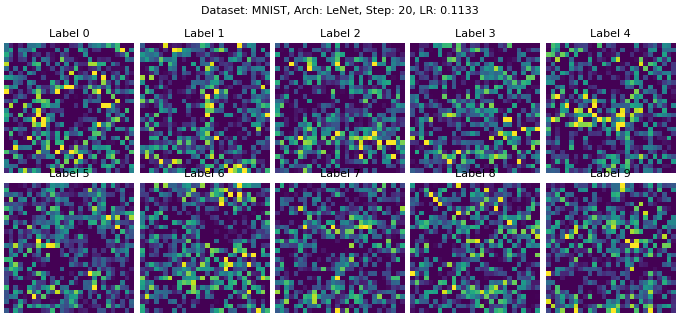 Dataset: MNIST, Arch: LeNet, Step: 20, LR: 0.1133
Label 0 Label 1 Label 2 Label 3 Label 4
Label 5 Label 6 Label 7 Label 8 Label 9